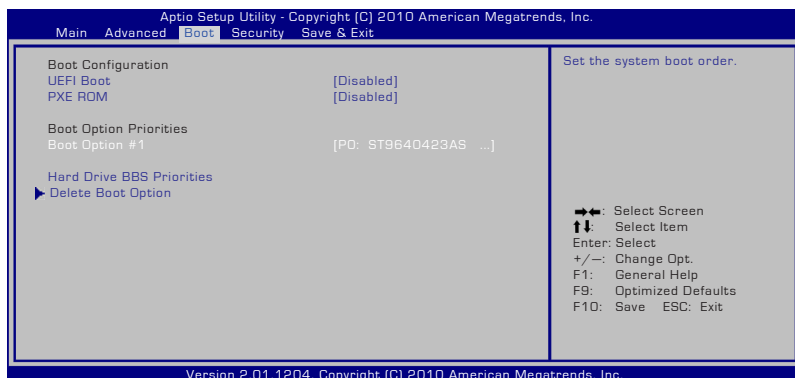 Aptio Setup Utility - Copyright (C) 2010 American Megatrends, Inc.
Main Advanced Boot Security Save & Exit
Boot Configuration
UEFI Boot [Disabled]
PXE ROM [Disabled]
Boot Option Priorities
Boot Option #1 [P0: ST9640423AS ...]
Hard Drive BBS Priorities
Delete Boot Option
Set the system boot order.
→←: Select Screen
↑↓: Select Item
Enter: Select
+/—: Change Opt.
F1: General Help
F9: Optimized Defaults
F10: Save ESC: Exit
Version 2.01.1204. Copyright (C) 2010 American Megatrends, Inc.